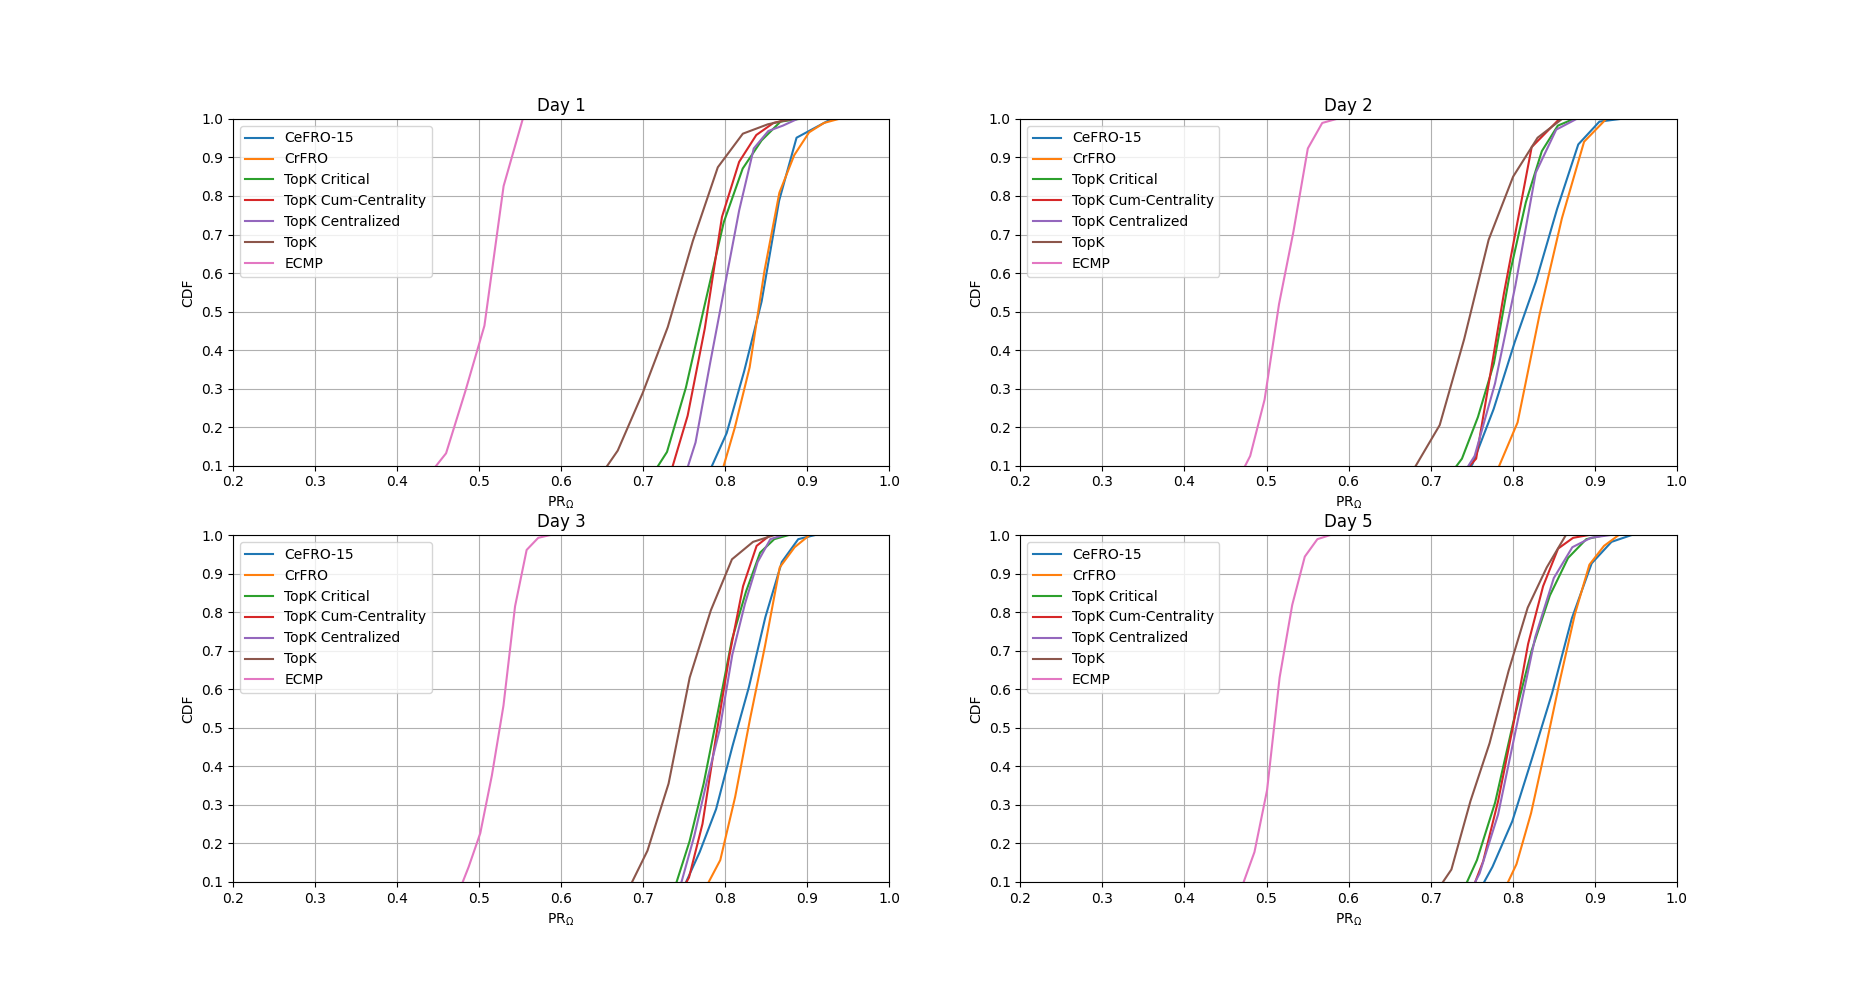 Day 1
1.0
0.9
0.8
0.7
0.6
0.5
0.4
0.3
0.2
0.1
CDF
CeFRO-15
CrFRO
TopK Critical
TopK Cum-Centrality
TopK Centralized
TopK
ECMP
0.2 0.3 0.4 0.5 0.6 0.7 0.8 0.9 1.0
PR_Ω
Day 2
1.0
0.9
0.8
0.7
0.6
0.5
0.4
0.3
0.2
0.1
CDF
CeFRO-15
CrFRO
TopK Critical
TopK Cum-Centrality
TopK Centralized
TopK
ECMP
0.2 0.3 0.4 0.5 0.6 0.7 0.8 0.9 1.0
PR_Ω
Day 3
1.0
0.9
0.8
0.7
0.6
0.5
0.4
0.3
0.2
0.1
CDF
CeFRO-15
CrFRO
TopK Critical
TopK Cum-Centrality
TopK Centralized
TopK
ECMP
0.2 0.3 0.4 0.5 0.6 0.7 0.8 0.9 1.0
PR_Ω
Day 5
1.0
0.9
0.8
0.7
0.6
0.5
0.4
0.3
0.2
0.1
CDF
CeFRO-15
CrFRO
TopK Critical
TopK Cum-Centrality
TopK Centralized
TopK
ECMP
0.2 0.3 0.4 0.5 0.6 0.7 0.8 0.9 1.0
PR_Ω